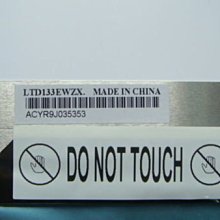 LTD133EWZX. MADE IN CHINA
ACYR9J035353
DO NOT TOUCH